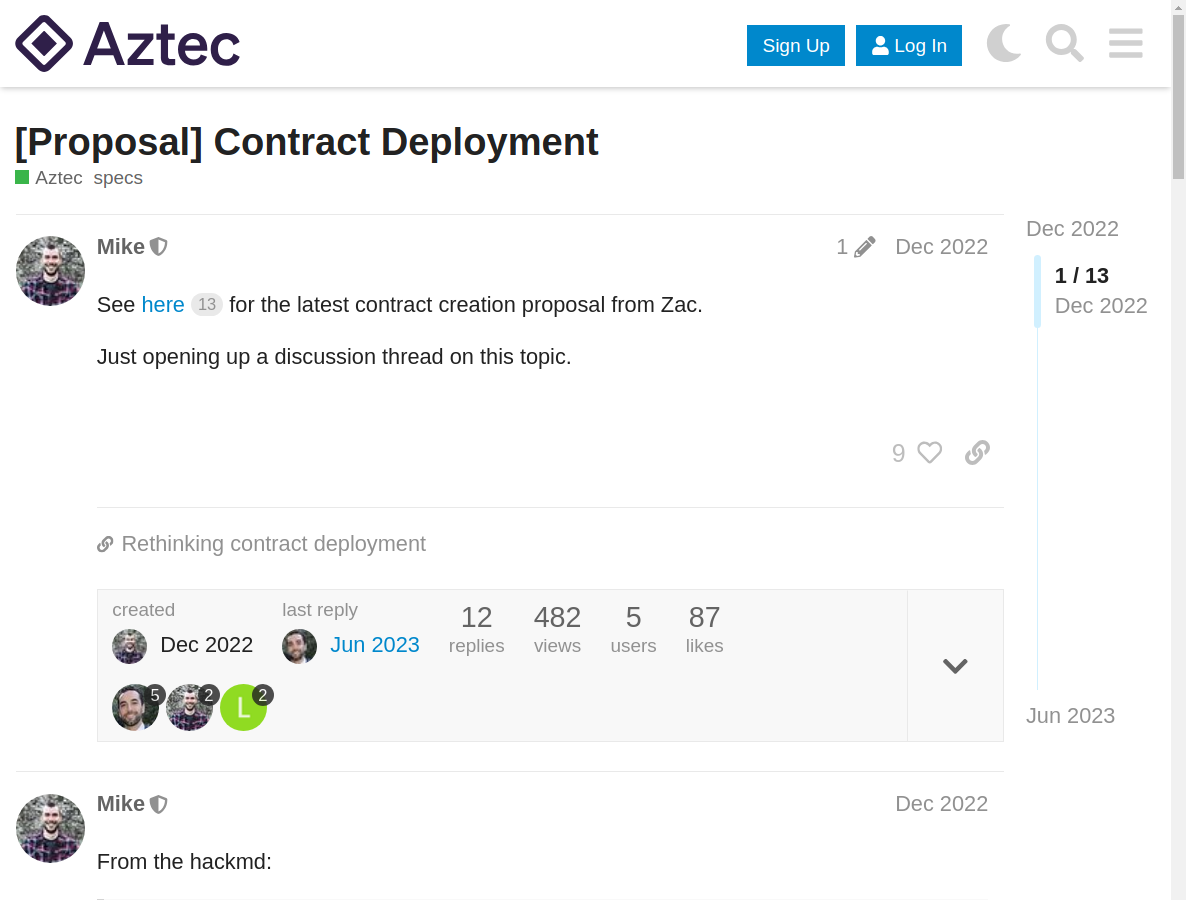 Aztec
Sign Up
Log In
[Proposal] Contract Deployment
Aztec specs
Mike
1
Dec 2022
Dec 2022
1 / 13
Dec 2022
See here 13 for the latest contract creation proposal from Zac.
Just opening up a discussion thread on this topic.
9
Rethinking contract deployment
created
Dec 2022
last reply
Jun 2023
12
replies
482
views
5
users
87
likes
5
2
L
2
Jun 2023
Mike
Dec 2022
From the hackmd: